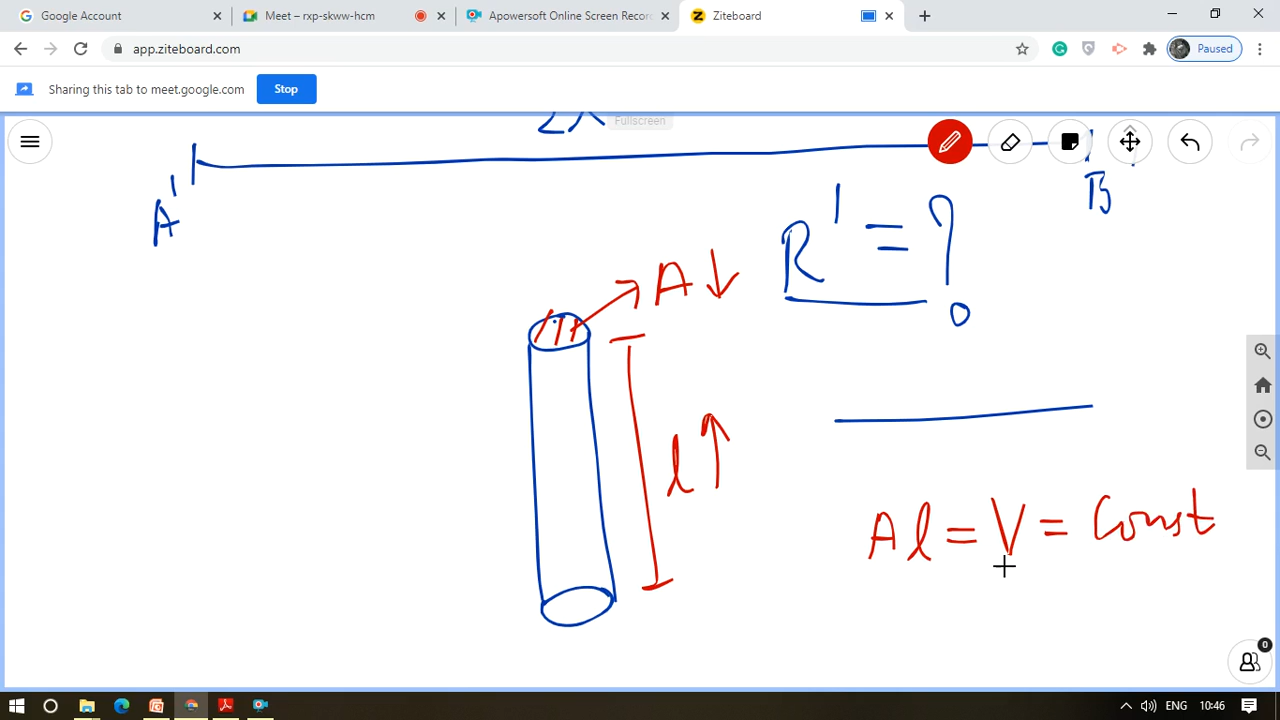 Google Account
Meet – rxp-skww-hcm
Apowersoft Online Screen Recor
Ziteboard
app.ziteboard.com
Paused
Sharing this tab to meet.google.com
Stop
Fullscreen
A'
B
R' = ?
A ↓
l ↑
Al = V = Const
0
ENG
10:46